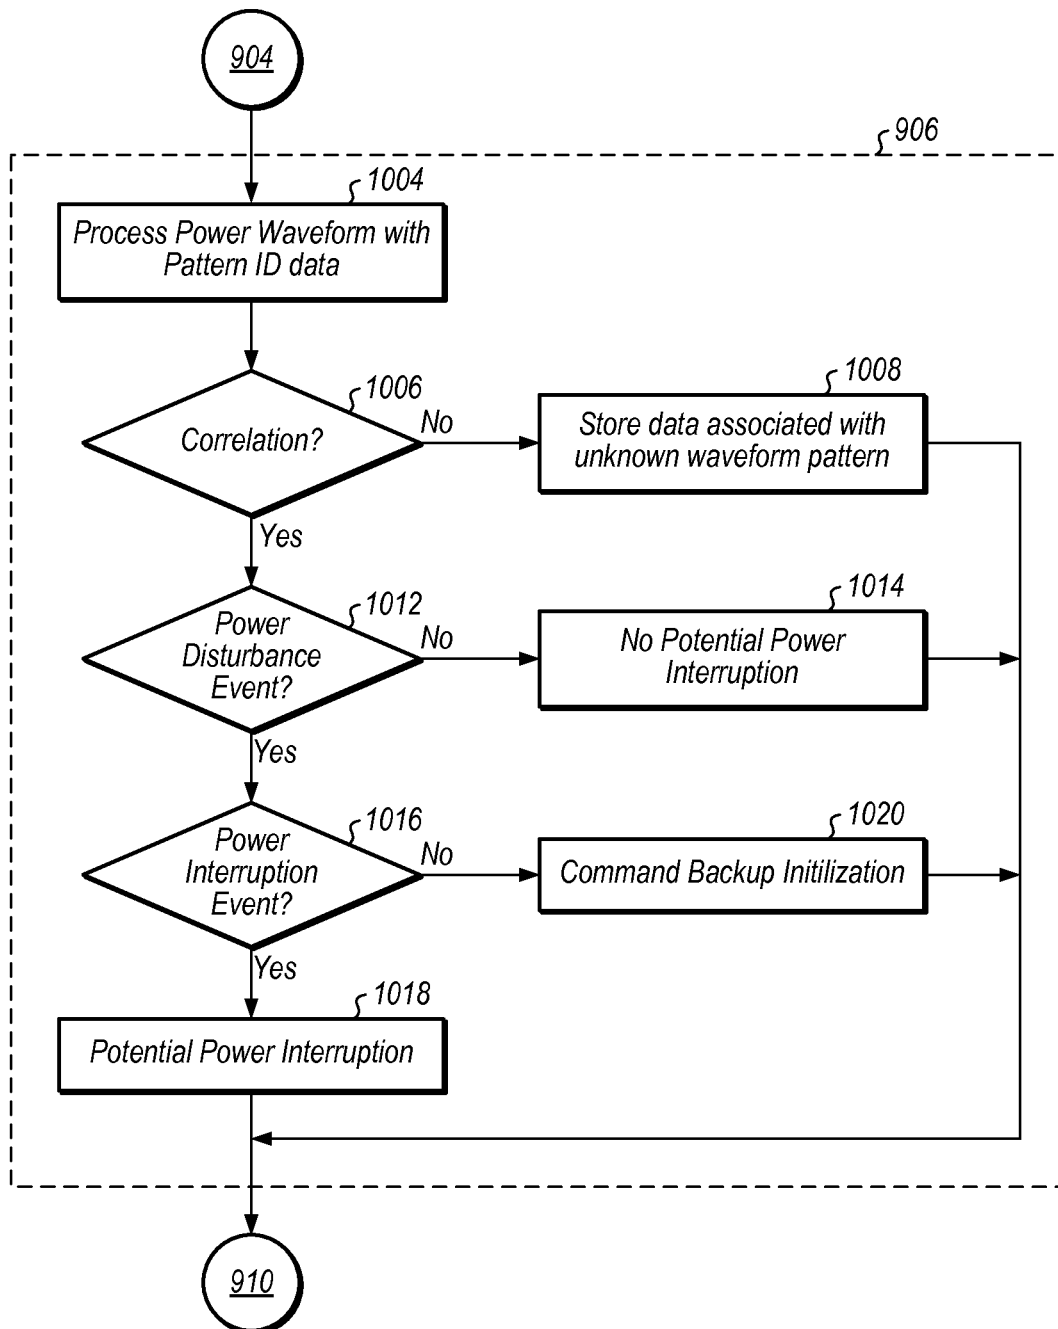 904
906
1004
Process Power Waveform with
Pattern ID data
1006
Correlation?
No
1008
Store data associated with
unknown waveform pattern
Yes
1012
Power
Disturbance
Event?
No
1014
No Potential Power
Interruption
Yes
1016
Power
Interruption
Event?
No
1020
Command Backup Initilization
Yes
1018
Potential Power Interruption
910